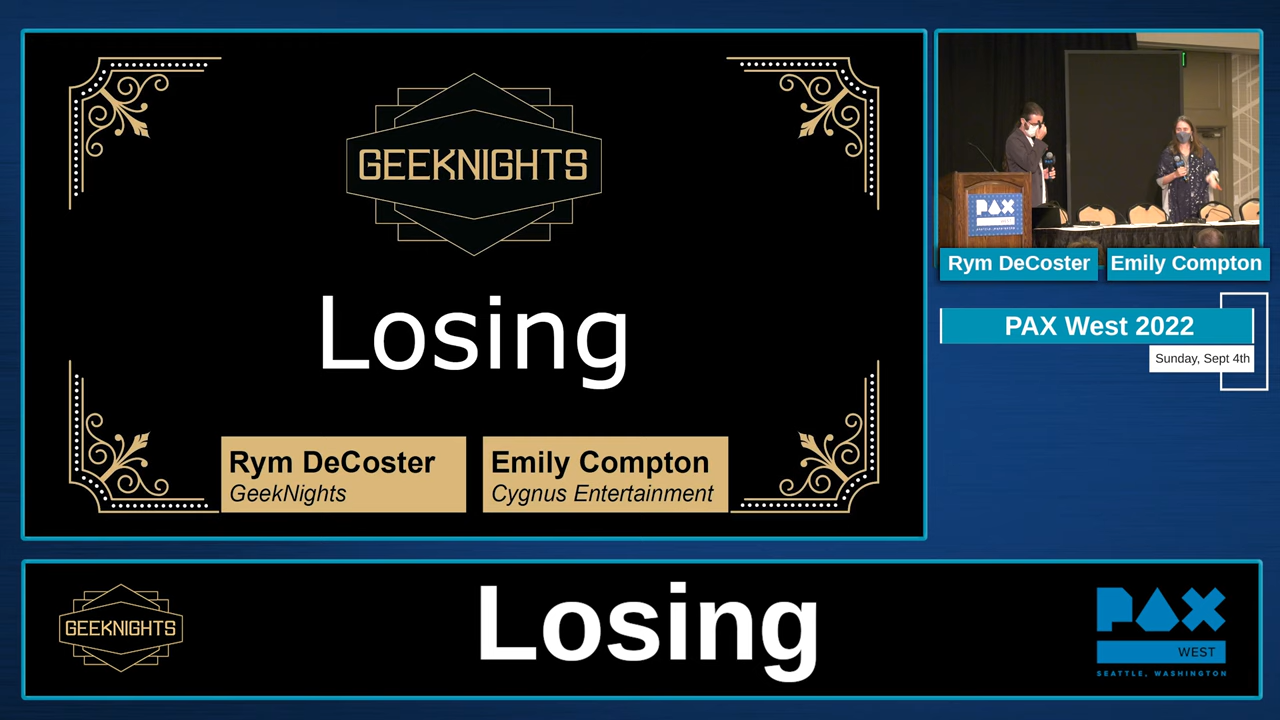 GEEKNIGHTS
Losing
Rym DeCoster
GeekNights
Emily Compton
Cygnus Entertainment
PAX
Rym DeCoster
Emily Compton
PAX West 2022
Sunday, Sept 4th
GEEKNIGHTS
Losing
PAX
WEST
SEATTLE, WASHINGTON